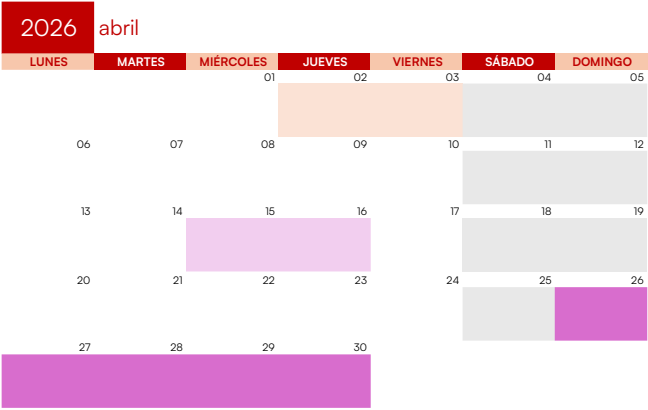 2026 abril
LUNES MARTES MIÉRCOLES JUEVES VIERNES SÁBADO DOMINGO
01 02 03 04 05
06 07 08 09 10 11 12
13 14 15 16 17 18 19
20 21 22 23 24 25 26
27 28 29 30